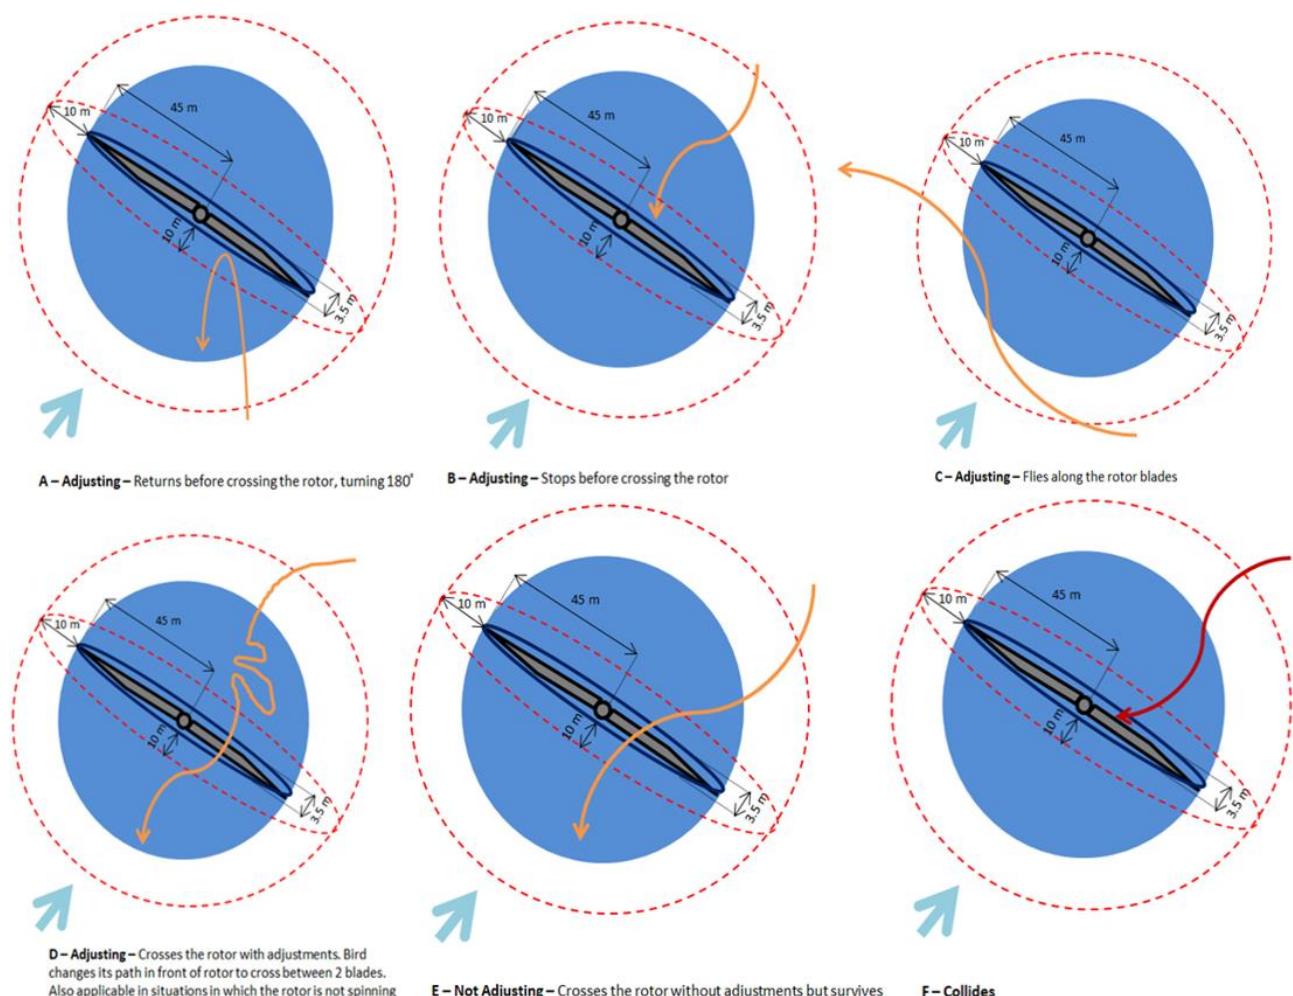 10 m
45 m
10 m
3.5 m
10 m
45 m
10 m
3.5 m
10 m
45 m
10 m
3.5 m
A – Adjusting – Returns before crossing the rotor, turning 180°
B – Adjusting – Stops before crossing the rotor
C – Adjusting – Flies along the rotor blades
10 m
45 m
10 m
3.5 m
10 m
45 m
10 m
3.5 m
10 m
45 m
10 m
3.5 m
D – Adjusting – Crosses the rotor with adjustments. Bird
changes its path in front of rotor to cross between 2 blades.
Also applicable in situations in which the rotor is not spinning
E – Not Adjusting – Crosses the rotor without adjustments but survives
F – Collides